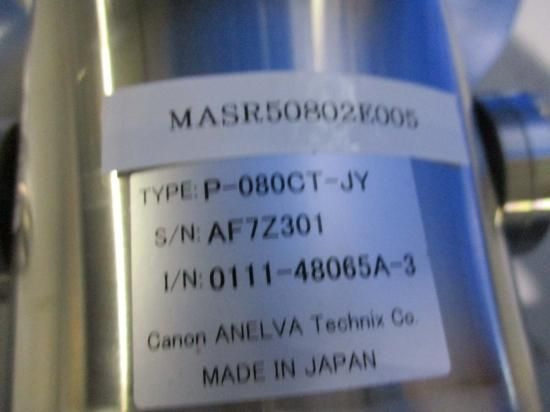 MASR50802E005
TYPE: P-080CT-JY
S/N: AF7Z301
I/N: 0111-48065A-3
Canon ANELVA Technix Co.
MADE IN JAPAN